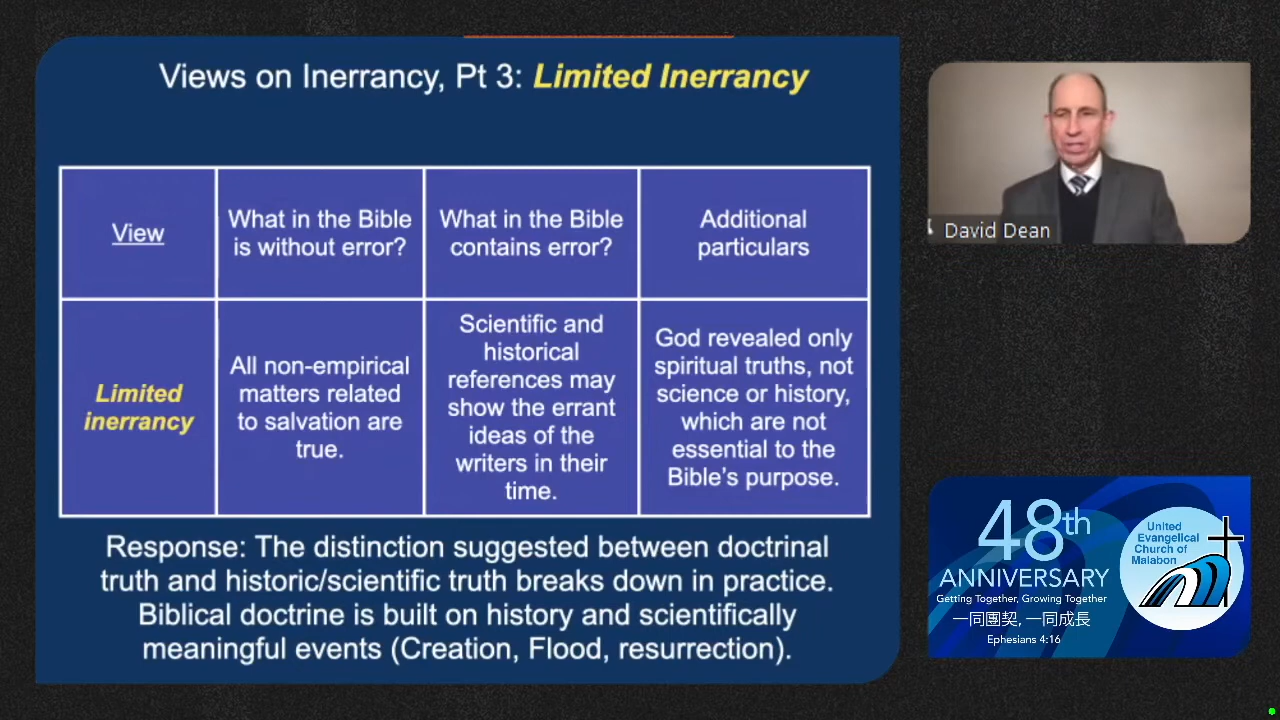 Views on Inerrancy, Pt 3: Limited Inerrancy
View
What in the Bible
is without error?
What in the Bible
contains error?
Additional
particulars
Limited
inerrancy
All non-empirical
matters related
to salvation are
true.
Scientific and
historical
references may
show the errant
ideas of the
writers in their
time.
God revealed only
spiritual truths, not
science or history,
which are not
essential to the
Bible's purpose.
Response: The distinction suggested between doctrinal
truth and historic/scientific truth breaks down in practice.
Biblical doctrine is built on history and scientifically
meaningful events (Creation, Flood, resurrection).
David Dean
48th
ANNIVERSARY
Getting Together, Growing Together
一同團契, 一同成長
Ephesians 4:16
United
Evangelical
Church of
Malabon